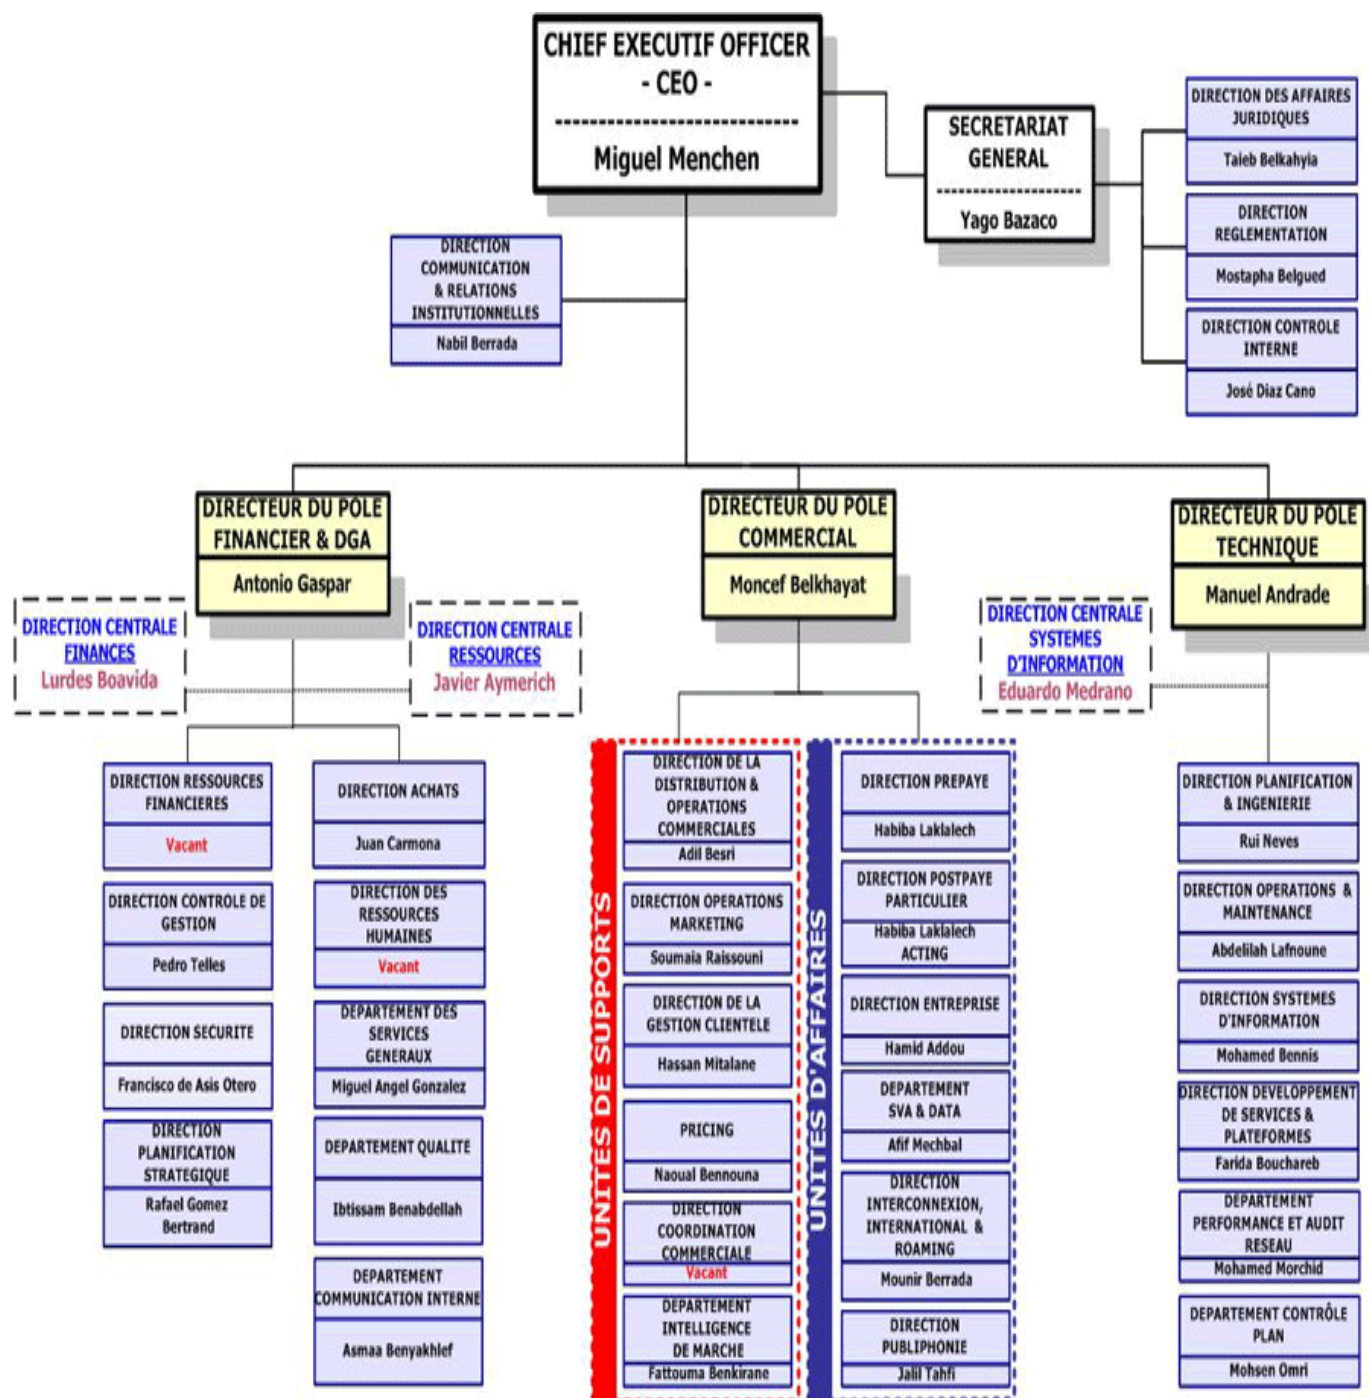 CHIEF EXECUTIF OFFICER
- CEO -
Miguel Menchen
SECRETARIAT
GENERAL
Yago Bazaco
DIRECTION DES AFFAIRES
JURIDIQUES
Taieb Belkahyia
DIRECTION
REGLEMENTATION
Mostapha Belgued
DIRECTION CONTROLE
INTERNE
José Diaz Cano
DIRECTION
COMMUNICATION
& RELATIONS
INSTITUTIONNELLES
Nabil Berrada
DIRECTEUR DU POLE
FINANCIER & DGA
Antonio Gaspar
DIRECTEUR DU POLE
COMMERCIAL
Moncef Belkhayat
DIRECTEUR DU POLE
TECHNIQUE
Manuel Andrade
DIRECTION CENTRALE
FINANCES
Lurdes Boavida
DIRECTION CENTRALE
RESSOURCES
Javier Aymerich
DIRECTION CENTRALE
SYSTEMES
D'INFORMATION
Eduardo Medrano
DIRECTION RESSOURCES
FINANCIERES
Vacant
DIRECTION CONTROLE DE
GESTION
Pedro Telles
DIRECTION SECURITE
Francisco de Asis Otero
DIRECTION
PLANIFICATION
STRATEGIQUE
Rafael Gomez
Bertrand
DIRECTION ACHATS
Juan Carmona
DIRECTION DES
RESSOURCES
HUMAINES
Vacant
DEPARTEMENT DES
SERVICES
GENERAUX
Miguel Angel Gonzalez
DEPARTEMENT QUALITE
Ibtissam Benabdellah
DEPARTEMENT
COMMUNICATION INTERNE
Asmaa Benyakhlef
UNITES DE SUPPORTS
DIRECTION DE LA
DISTRIBUTION &
OPERATIONS
COMMERCIALES
Adil Besri
DIRECTION OPERATIONS
MARKETING
Soumaia Raissouni
DIRECTION DE LA
GESTION CLIENTELE
Hassan Mitalane
PRICING
Naoual Bennouna
DIRECTION
COORDINATION
COMMERCIALE
Vacant
DEPARTEMENT
INTELLIGENCE
DE MARCHE
Fattouma Benkirane
UNITES D'AFFAIRES
DIRECTION PREPAYE
Habiba Laklalech
DIRECTION POSTPAYE
PARTICULIER
Habiba Laklalech
ACTING
DIRECTION ENTREPRISE
Hamid Addou
DEPARTEMENT
SVA & DATA
Afif Mechbal
DIRECTION
INTERCONNEXION,
INTERNATIONAL &
ROAMING
Mounir Berrada
DIRECTION
PUBLIPHONIE
Jalil Tahfi
DIRECTION PLANIFICATION
& INGENIERIE
Rui Neves
DIRECTION OPERATIONS &
MAINTENANCE
Abdelilah Lafnoune
DIRECTION SYSTEMES
D'INFORMATION
Mohamed Bennis
DIRECTION DEVELOPPEMENT
DE SERVICES &
PLATEFORMES
Farida Bouchareb
DEPARTEMENT
PERFORMANCE ET AUDIT
RESEAU
Mohamed Morchid
DEPARTEMENT CONTRÔLE
PLAN
Mohsen Omri